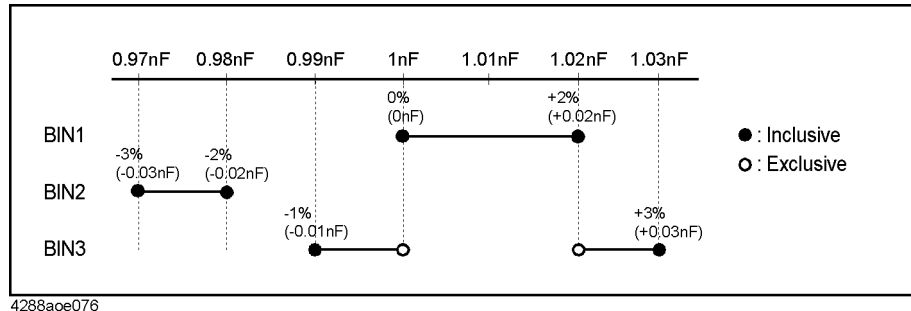 0.97nF 0.98nF 0.99nF 1nF 1.01nF 1.02nF 1.03nF
0% +2%
(0nF) (+0.02nF)
BIN1
● : Inclusive
-3% -2%
(-0.03nF) (-0.02nF)
○ : Exclusive
BIN2
-1% +3%
(-0.01nF) (+0.03nF)
BIN3
4288aoe076